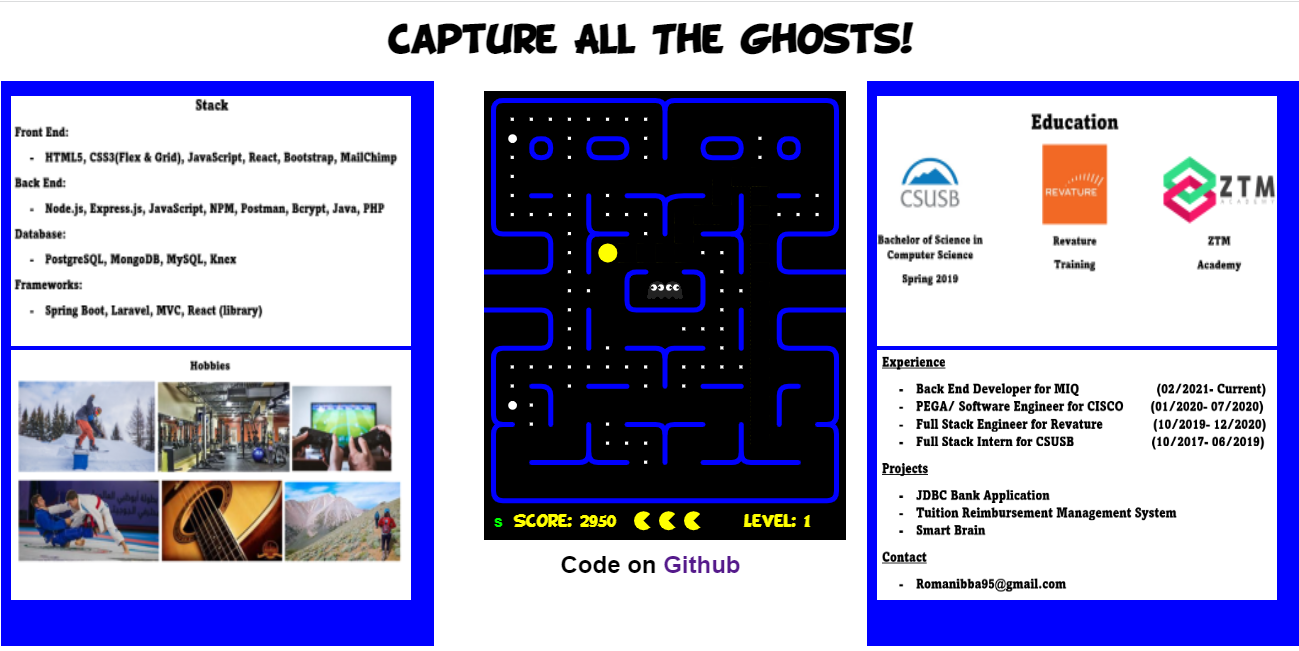 CAPTURE ALL THE GHOSTS!
Stack
Front End:
- HTML5, CSS3(Flex & Grid), JavaScript, React, Bootstrap, MailChimp
Back End:
- Node.js, Express.js, JavaScript, NPM, Postman, Bcrypt, Java, PHP
Database:
- PostgreSQL, MongoDB, MySQL, Knex
Frameworks:
- Spring Boot, Laravel, MVC, React (library)
Hobbies
S SCORE: 2950 LEVEL: 1
Code on Github
Education
CSUSB
REVATURE
ZTM
ACADEMY
Bachelor of Science in
Computer Science
Spring 2019
Revature
Training
ZTM
Academy
Experience
- Back End Developer for MIQ (02/2021- Current)
- PEGA/ Software Engineer for CISCO (01/2020- 07/2020)
- Full Stack Engineer for Revature (10/2019- 12/2020)
- Full Stack Intern for CSUSB (10/2017- 06/2019)
Projects
- JDBC Bank Application
- Tuition Reimbursement Management System
- Smart Brain
Contact
- Romanibba95@gmail.com